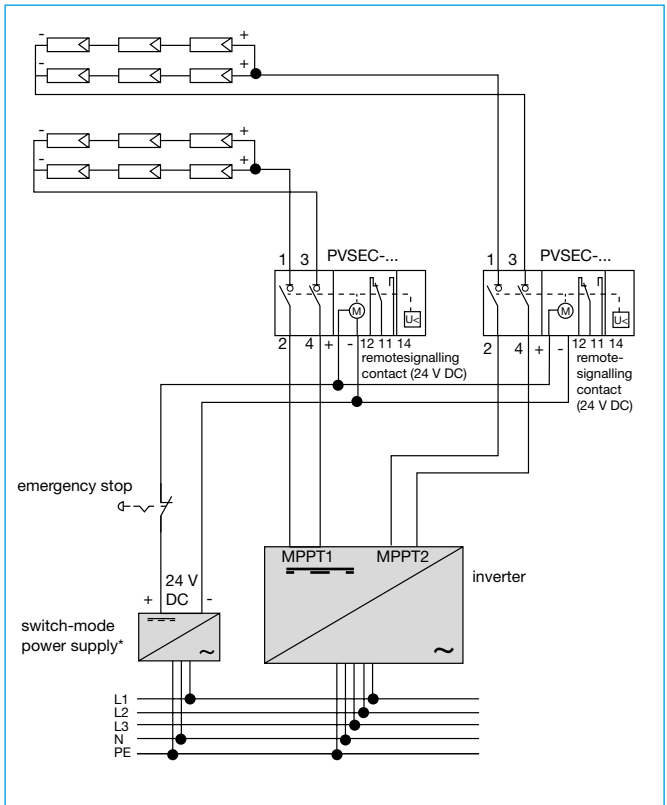 - +
- +
- +
- +
1 3 PVSEC-...
1 3 PVSEC-...
M
U<
M
U<
2 4 + - 12 11 14
remotesignalling
contact (24 V DC)
2 4 + - 12 11 14
remote-
signalling
contact
(24 V DC)
emergency stop
MPPT1 MPPT2
inverter
24 V
+ DC -
switch-mode
power supply*
~
~
L1
L2
L3
N
PE